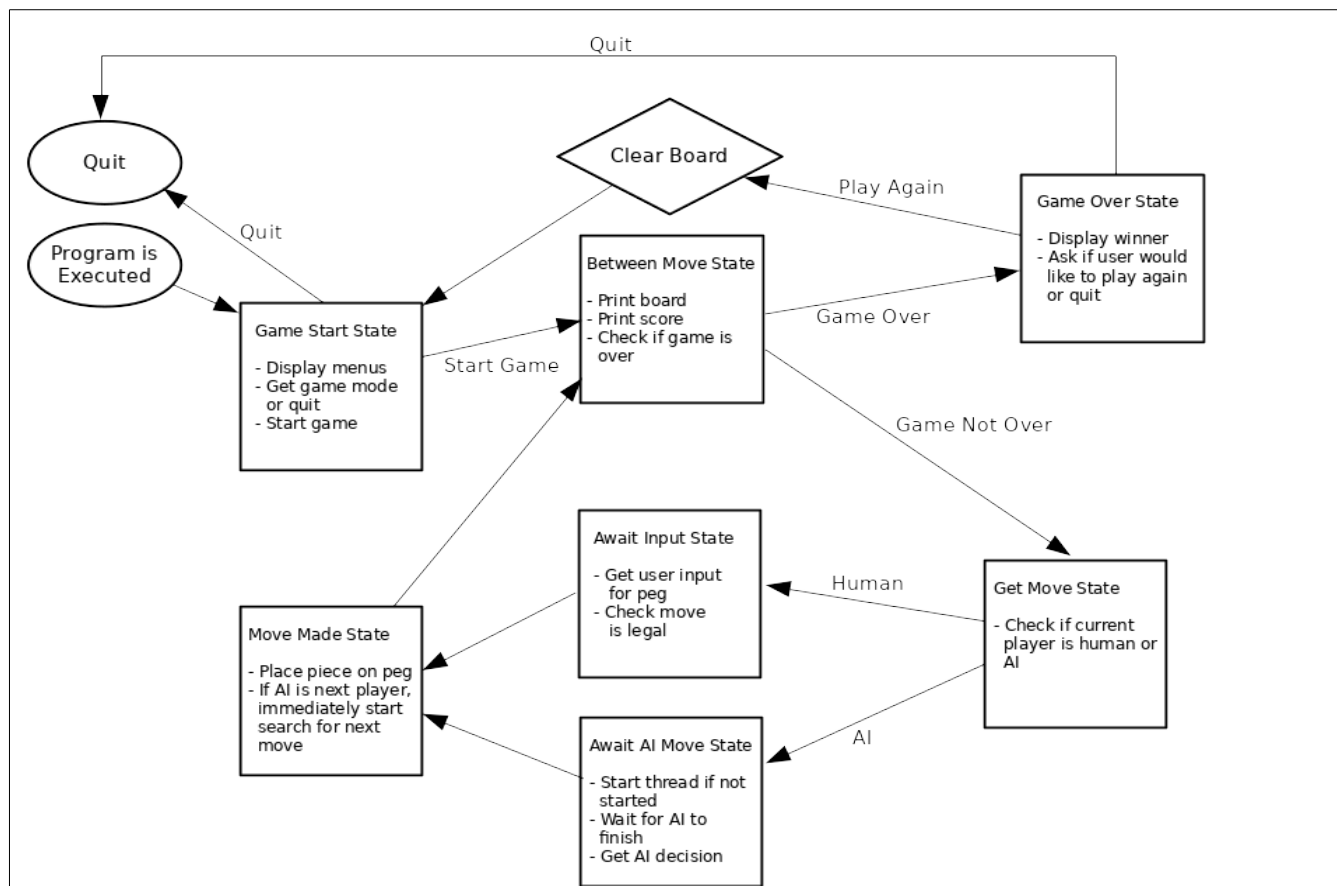 Quit
Quit
Clear Board
Play Again
Game Over State
- Display winner
- Ask if user would
like to play again
or quit
Quit
Program is
Executed
Between Move State
- Print board
- Print score
- Check if game is
over
Game Over
Game Start State
- Display menus
- Get game mode
or quit
- Start game
Start Game
Game Not Over
Await Input State
- Get user input
for peg
- Check move
is legal
Human
Get Move State
- Check if current
player is human or
AI
Move Made State
- Place piece on peg
- If AI is next player,
immediately start
search for next
move
AI
Await AI Move State
- Start thread if not
started
- Wait for AI to
finish
- Get AI decision